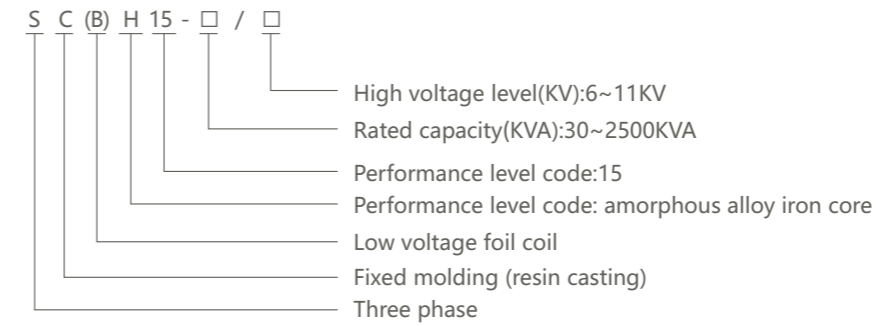 S C (B) H 15 - □ / □
High voltage level(KV):6~11KV
Rated capacity(KVA):30~2500KVA
Performance level code:15
Performance level code: amorphous alloy iron core
Low voltage foil coil
Fixed molding (resin casting)
Three phase